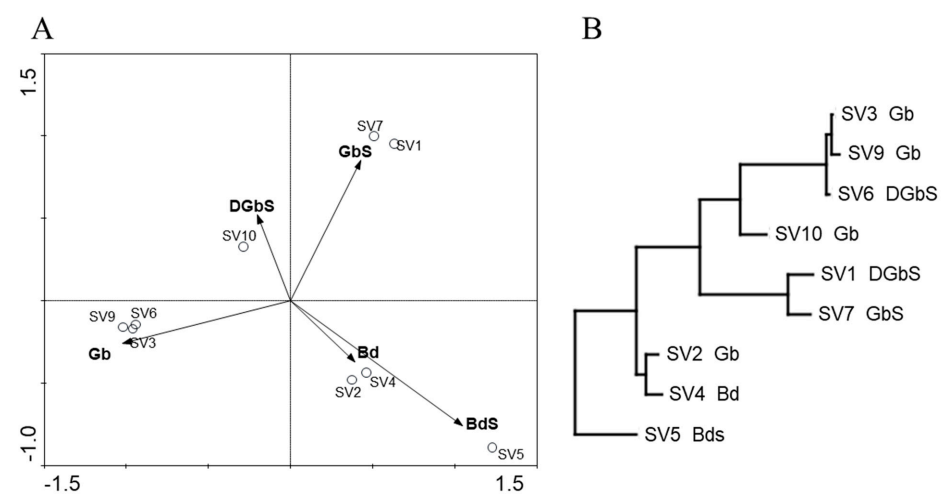 A
B
1.5
SV7
SV1
GbS
DGbS
SV10
SV9
SV6
SV3
Gb
Bd
SV2
SV4
BdS
SV5
-1.0
-1.5
1.5
SV3 Gb
SV9 Gb
SV6 DGbS
SV10 Gb
SV1 DGbS
SV7 GbS
SV2 Gb
SV4 Bd
SV5 Bds